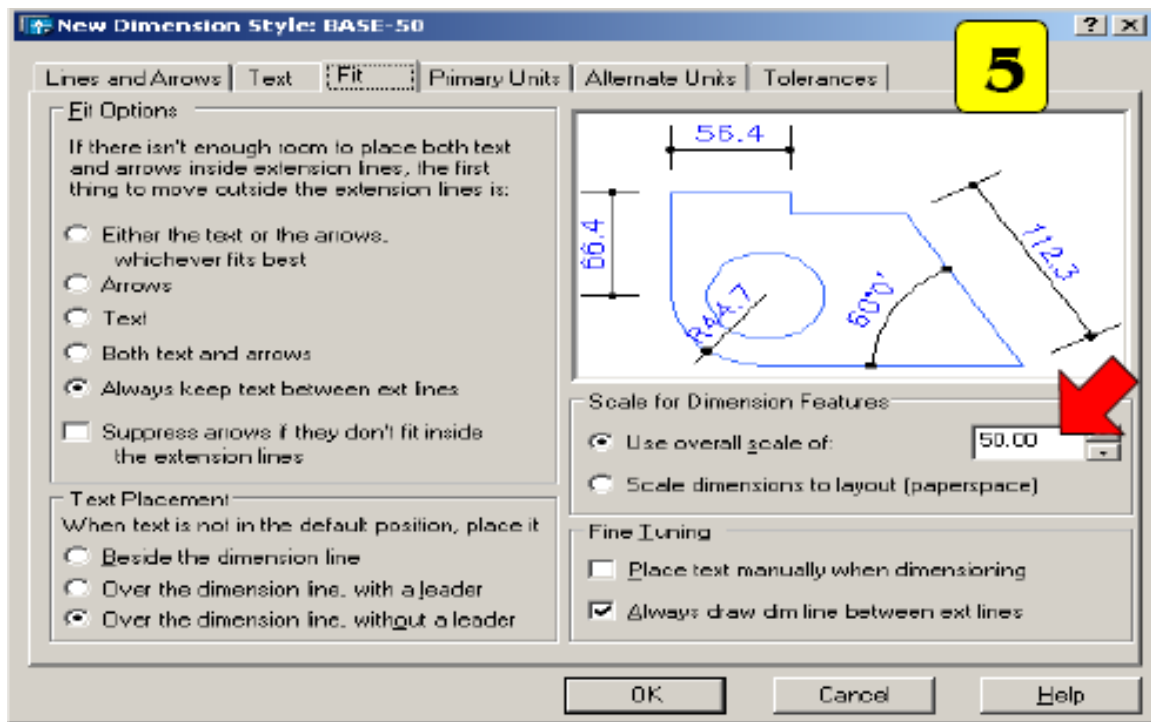 New Dimension Style: BASE-50
5
Lines and Arrows
Text
Fit
Primary Units
Alternate Units
Tolerances
Fit Options
If there isn't enough room to place both text
and arrows inside extension lines, the first
thing to move outside the extension lines is:
Either the text or the arrows,
whichever fits best
Arrows
Text
Both text and arrows
Always keep text between ext lines
Suppress arrows if they don't fit inside
the extension lines
Text Placement
When text is not in the default position, place it
Beside the dimension line
Over the dimension line, with a leader
Over the dimension line, without a leader
56.4
66.4
R44.7
60°0'
112.3
Scale for Dimension Features
Use overall scale of:
50.00
Scale dimensions to layout (paperspace)
Fine Tuning
Place text manually when dimensioning
Always draw dim line between ext lines
OK
Cancel
Help